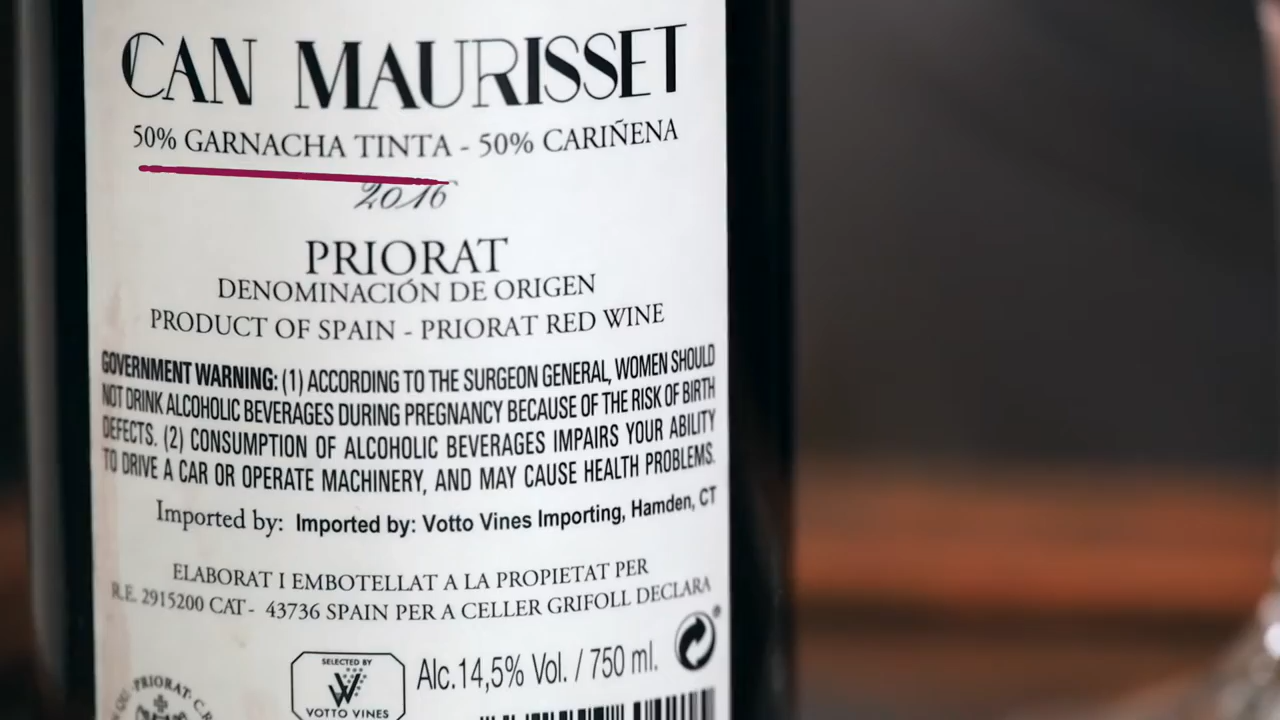 CAN MAURISSET
50% GARNACHA TINTA - 50% CARIÑENA
2016
PRIORAT
DENOMINACIÓN DE ORIGEN
PRODUCT OF SPAIN - PRIORAT RED WINE
GOVERNMENT WARNING: (1) ACCORDING TO THE SURGEON GENERAL, WOMEN SHOULD
NOT DRINK ALCOHOLIC BEVERAGES DURING PREGNANCY BECAUSE OF THE RISK OF BIRTH
DEFECTS. (2) CONSUMPTION OF ALCOHOLIC BEVERAGES IMPAIRS YOUR ABILITY
TO DRIVE A CAR OR OPERATE MACHINERY, AND MAY CAUSE HEALTH PROBLEMS.
Imported by: Imported by: Votto Vines Importing, Hamden, CT
ELABORAT I EMBOTELLAT A LA PROPIETAT PER
R.E. 2915200 CAT - 43736 SPAIN PER A CELLER GRIFOLL DECLARA
SELECTED BY
VOTTO VINES
Alc.14,5% Vol. / 750 ml.
PRIORAT